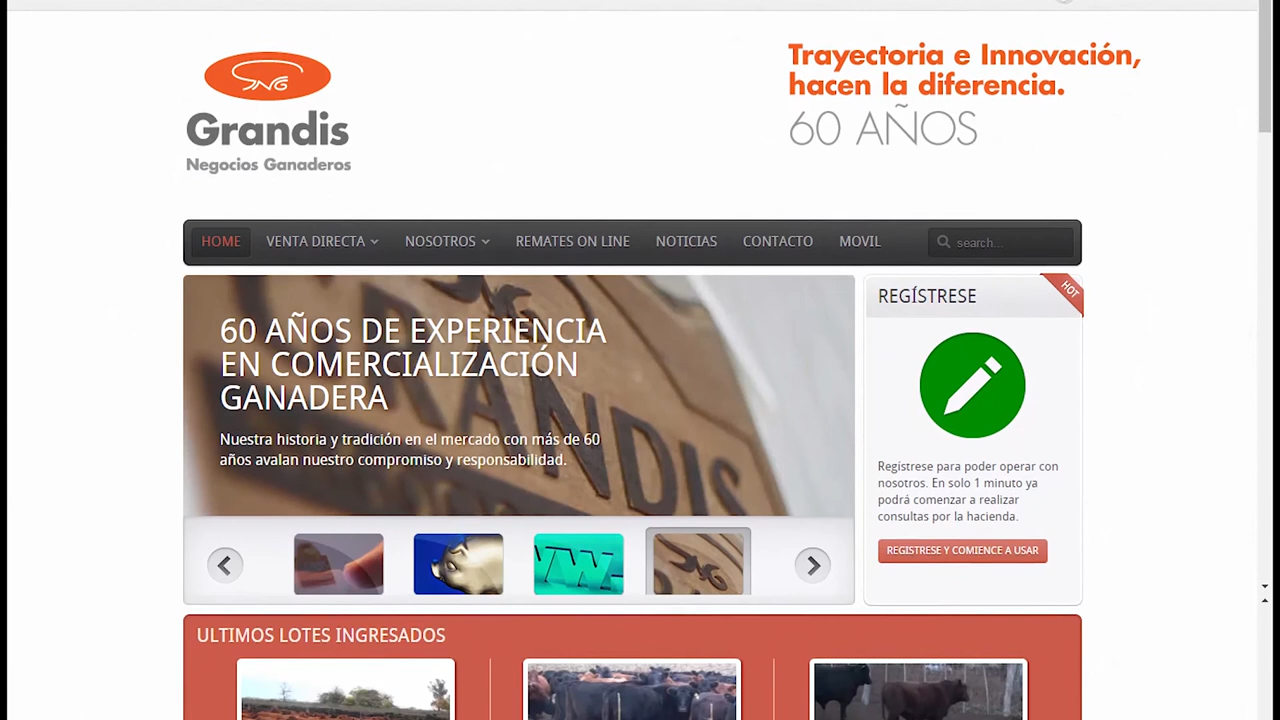 SNG
Grandis
Negocios Ganaderos
Trayectoria e Innovación,
hacen la diferencia.
60 AÑOS
HOME VENTA DIRECTA NOSOTROS REMATES ON LINE NOTICIAS CONTACTO MOVIL search...
60 AÑOS DE EXPERIENCIA
EN COMERCIALIZACIÓN
GANADERA
Nuestra historia y tradición en el mercado con más de 60
años avalan nuestro compromiso y responsabilidad.
GRANDIS
REGÍSTRESE
HOT
Regístrese para poder operar con
nosotros. En solo 1 minuto ya
podrá comenzar a realizar
consultas por la hacienda.
REGISTRESE Y COMIENCE A USAR
ULTIMOS LOTES INGRESADOS